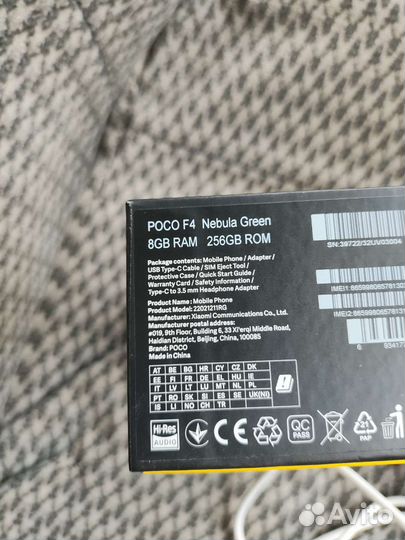 POCO F4 Nebula Green
8GB RAM 256GB ROM
Package contents: Mobile Phone / Adapter /
USB Type-C Cable / SIM Eject Tool /
Protective Case / Quick Start Guide /
Warranty Card / Safety Information /
Type-C to 3.5 mm Headphone Adapter
Product Name: Mobile Phone
Product Model: 22021211RG
Manufacturer: Xiaomi Communications Co., Ltd.
Manufacturer postal address:
#019, 9th Floor, Building 6, 33 Xi'erqi Middle Road,
Haidian District, Beijing, China, 100085
Brand: POCO
Made in China
AT BE BG HR CY CZ DK
EE FI FR DE EL HU IE
IT LV LT LU MT NL PL
PT RO SK SI ES SE UK(NI)
IS LI NO CH TR
Hi-Res
AUDIO
CE
QC
PASS
21
PAP
SN:39722/32UV03004
Avito